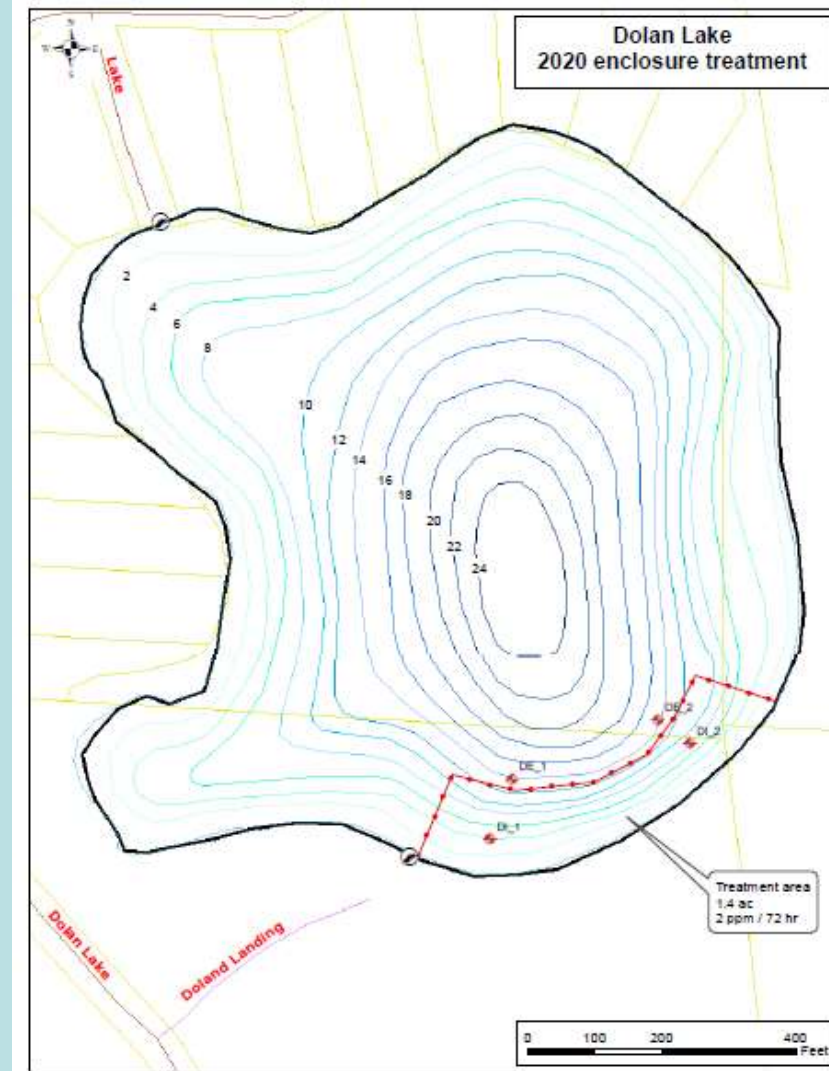 Dolan Lake
2020 enclosure treatment
N
W E
S
Lake
2
4
6
8
10
12
14
16
18
20
22
24
DE_2
DI_2
DE_1
DI_1
Treatment area
1.4 ac
2 ppm / 72 hr
Dolan Lake
Doland Landing
0 100 200 400
Feet